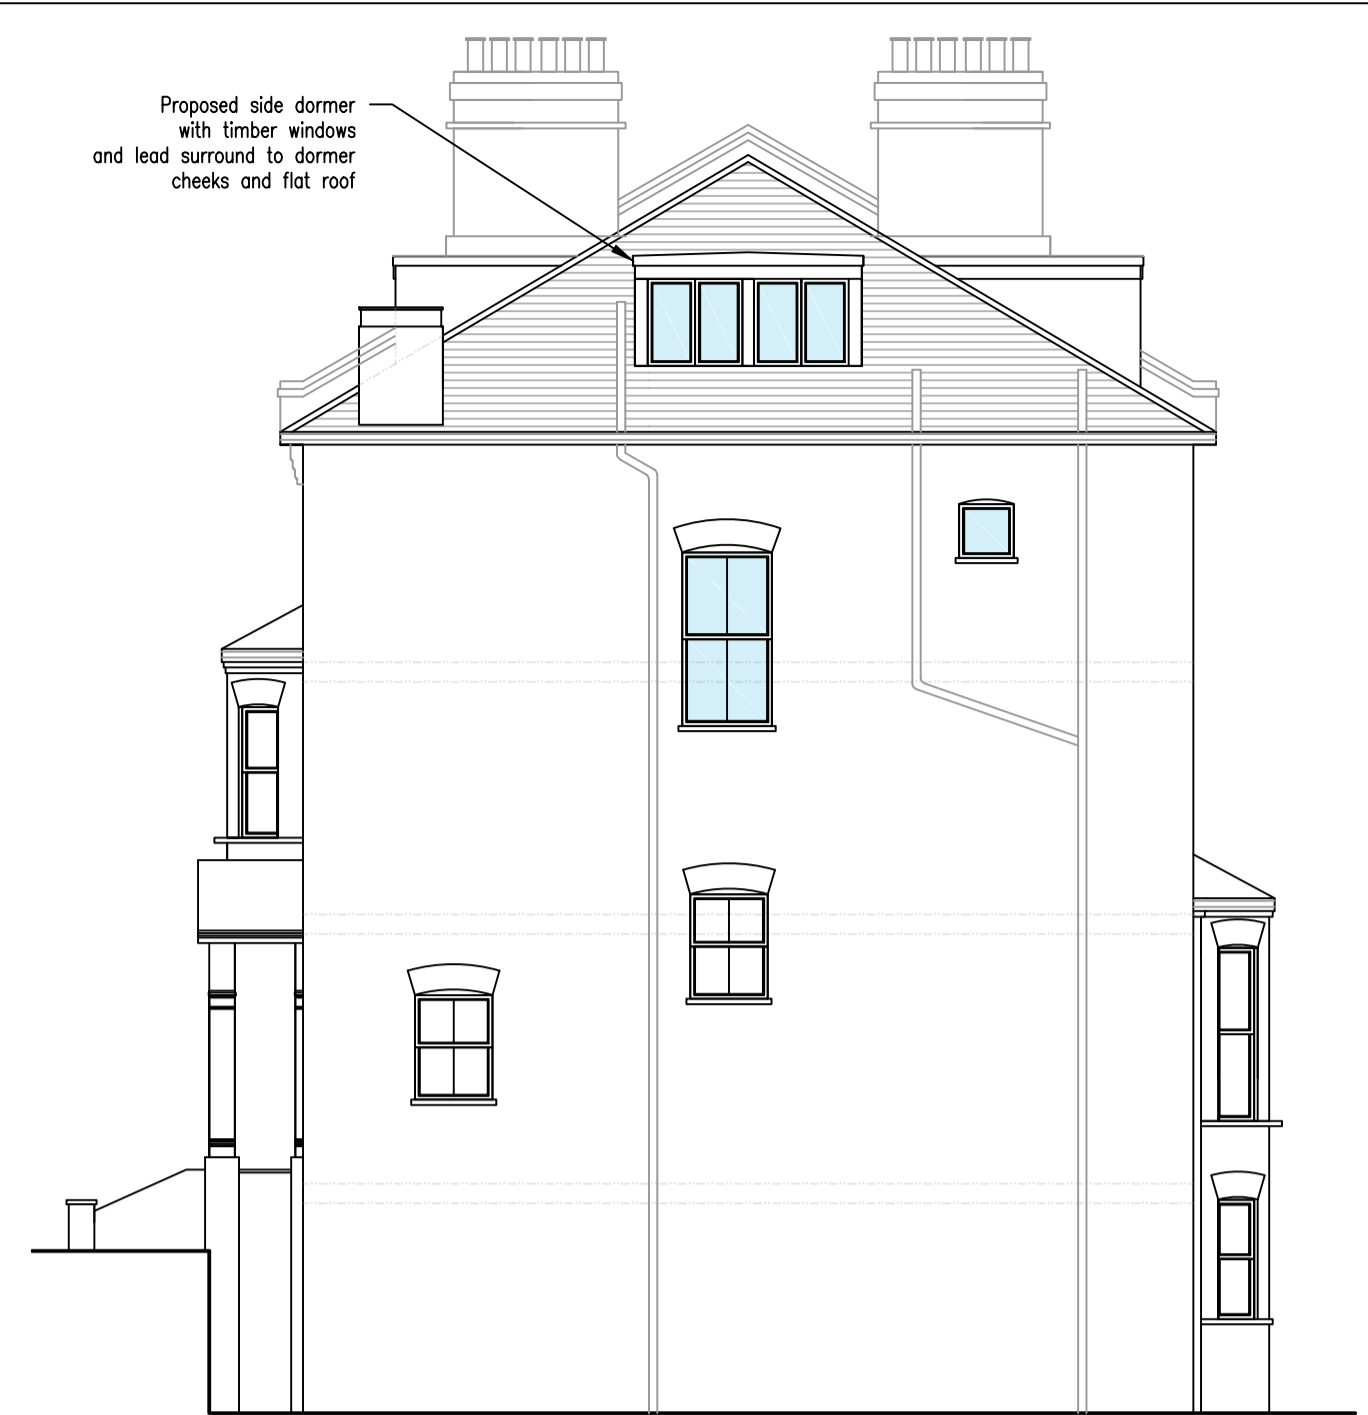 Proposed side dormer
with timber windows
and lead surround to dormer
cheeks and flat roof